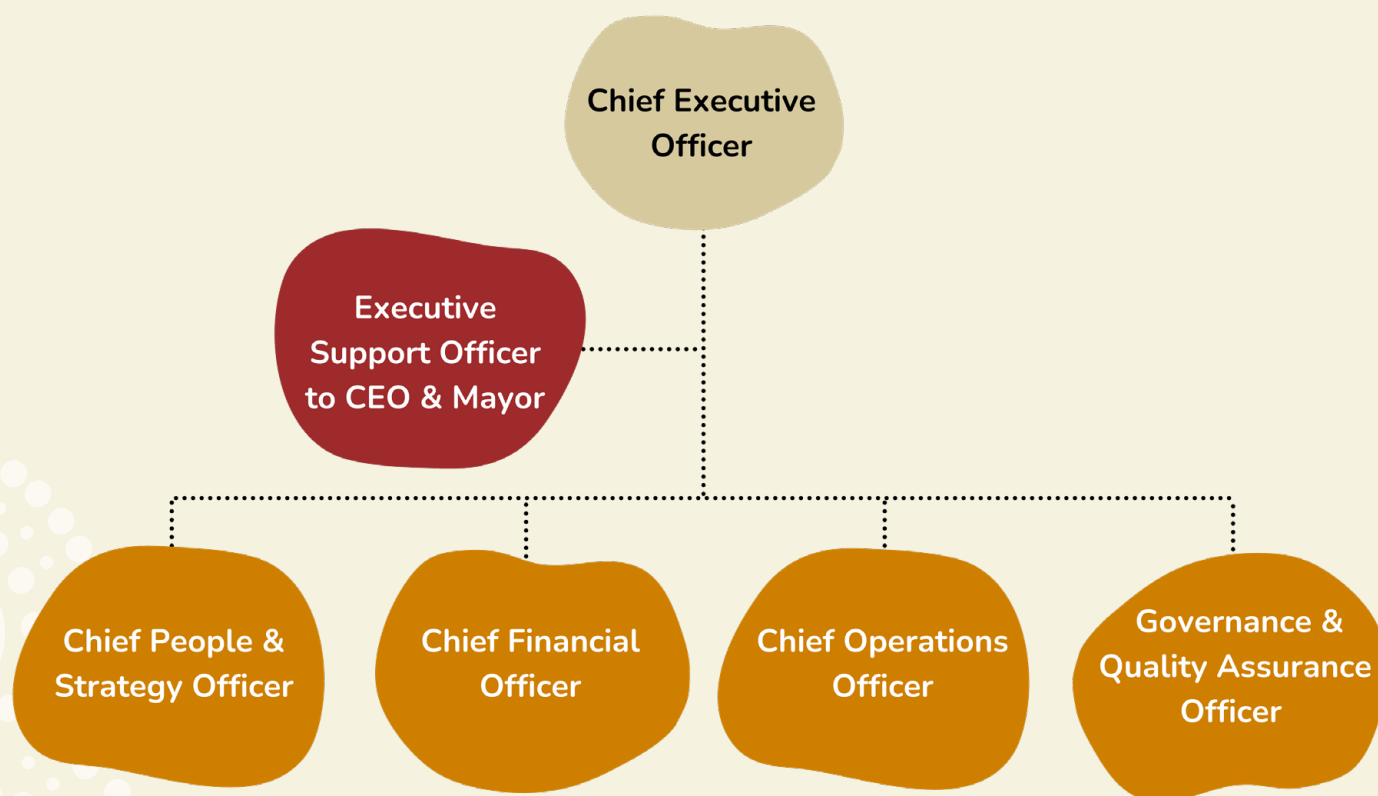 Chief Executive
Officer
Executive
Support Officer
to CEO & Mayor
Chief People &
Strategy Officer
Chief Financial
Officer
Chief Operations
Officer
Governance &
Quality Assurance
Officer